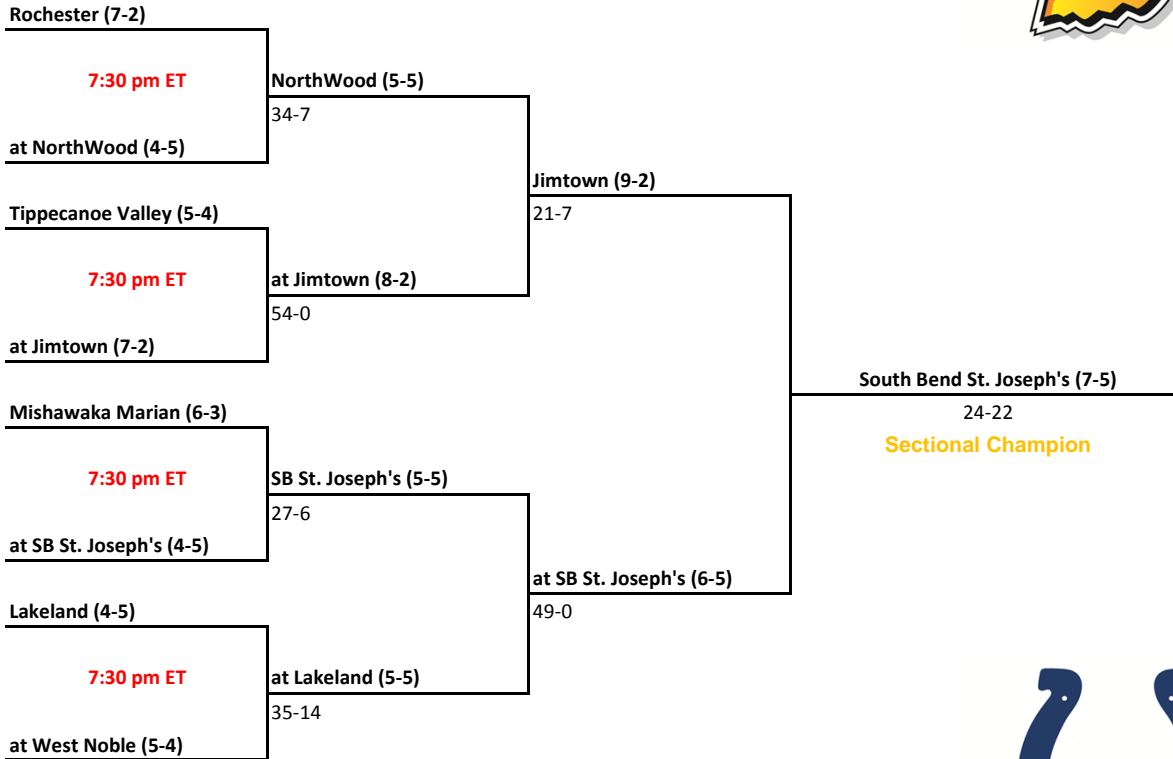 Rochester (7-2)
7:30 pm ET
NorthWood (5-5)
34-7
at NorthWood (4-5)
Jimtown (9-2)
21-7
Tippecanoe Valley (5-4)
7:30 pm ET
at Jimtown (8-2)
54-0
at Jimtown (7-2)
South Bend St. Joseph's (7-5)
24-22
Sectional Champion
Mishawaka Marian (6-3)
7:30 pm ET
SB St. Joseph's (5-5)
27-6
at SB St. Joseph's (4-5)
at SB St. Joseph's (6-5)
49-0
Lakeland (4-5)
7:30 pm ET
at Lakeland (5-5)
35-14
at West Noble (5-4)